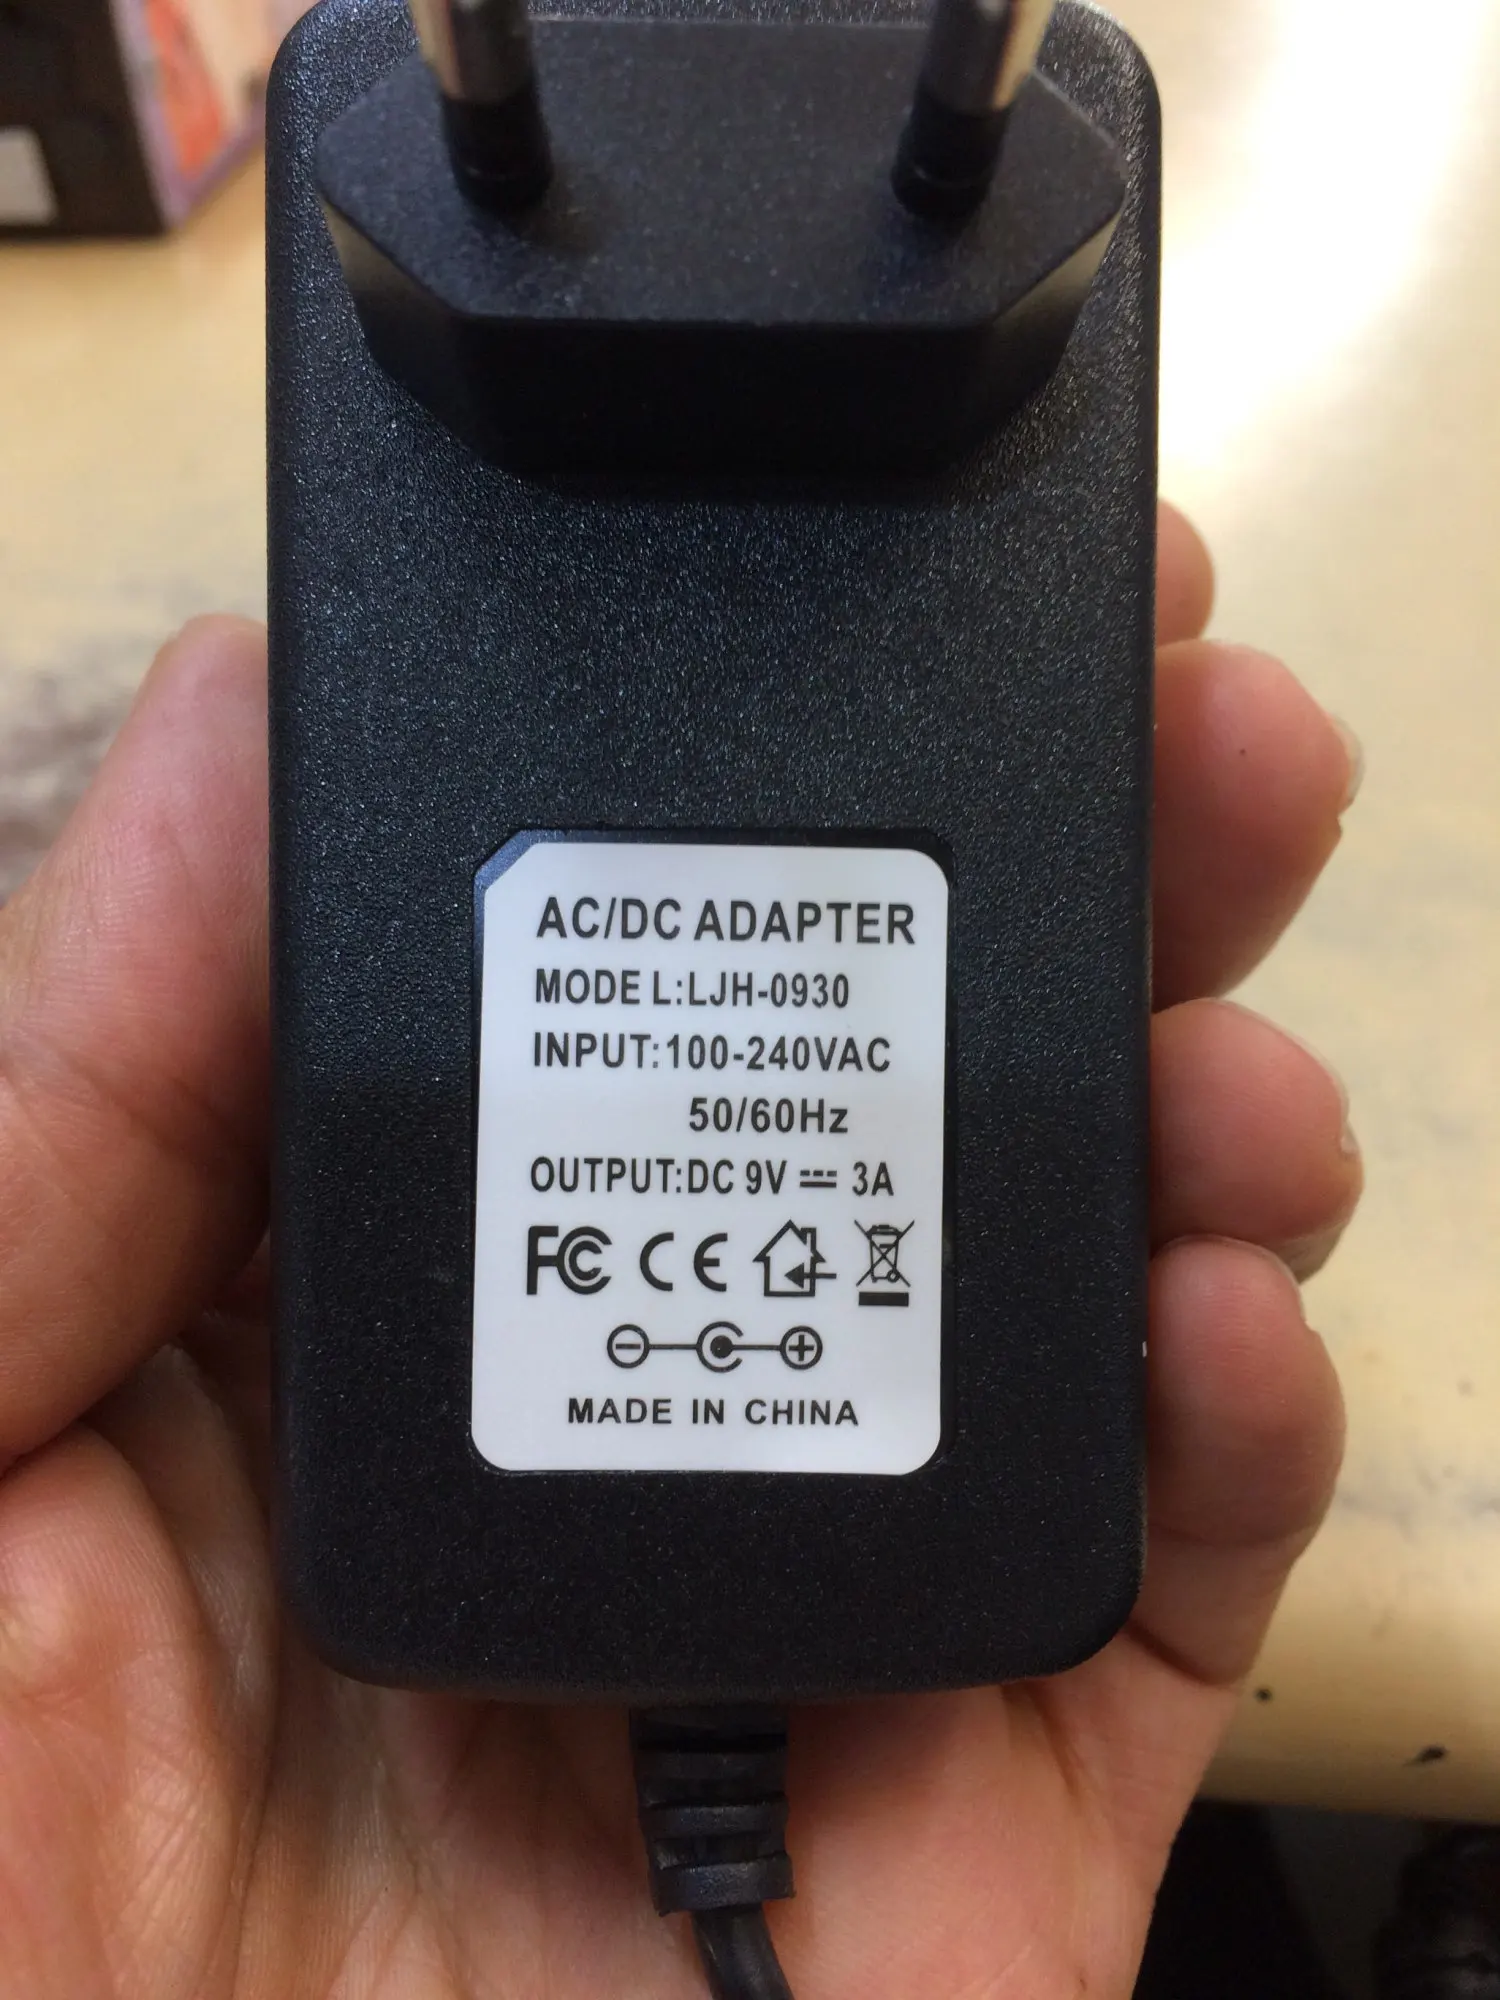 AC/DC ADAPTER
MODEL:LJH-0930
INPUT:100-240VAC
50/60Hz
OUTPUT:DC 9V ⎓ 3A
FC CE
MADE IN CHINA